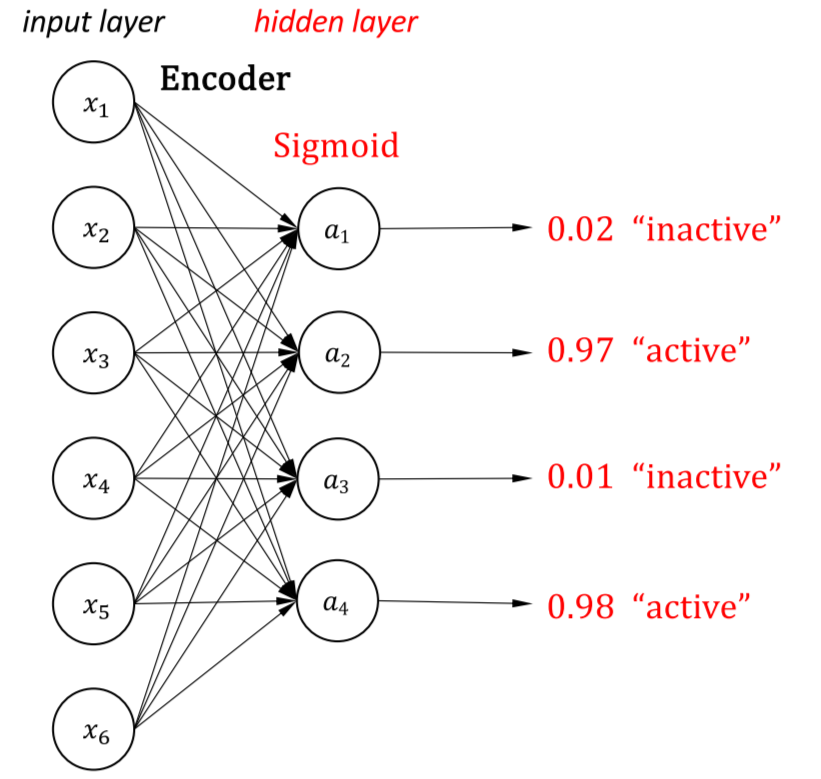 input layer hidden layer
Encoder
x₁
Sigmoid
x₂ a₁ 0.02 “inactive”
x₃ a₂ 0.97 “active”
x₄ a₃ 0.01 “inactive”
x₅ a₄ 0.98 “active”
x₆